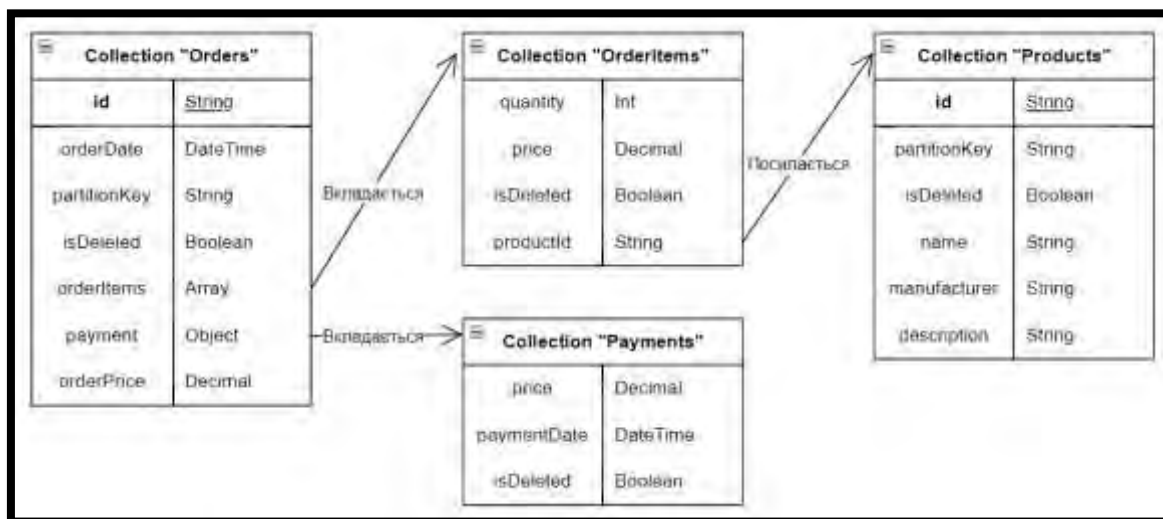 Collection "Orders"
id String
orderDate DateTime
partitionKey String
isDeleted Boolean
orderItems Array
payment Object
orderPrice Decimal
Вкладається
Вкладається
Collection "OrderItems"
quantity Int
price Decimal
isDeleted Boolean
productId String
Посилається
Collection "Payments"
price Decimal
paymentDate DateTime
isDeleted Boolean
Collection "Products"
id String
partitionKey String
isDeleted Boolean
name String
manufacturer String
description String